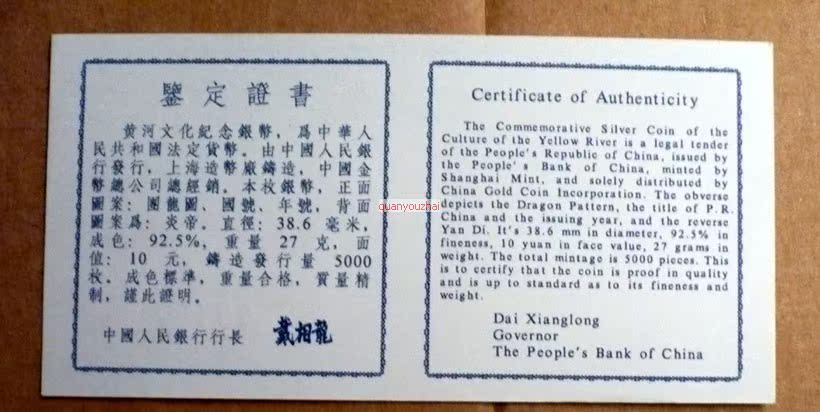 鑒定證書
黄河文化紀念銀幣，爲中華人
民共和國法定貨幣。由中國人民銀
行發行，上海造幣廠鑄造，中國金
幣總公司總經銷。本枚銀幣，正面
圖案：團龍圖、國號、年號，背面
圖案爲：炎帝。直徑：38.6 毫米，
成色：92.5%，重量 27 克，面
值：10 元，鑄造發行量 5000
枚。成色標準，重量合格，質量精
制，謹此證明。
中國人民銀行行長 戴相龍
Certificate of Authenticity
The Commemorative Silver Coin of the
Culture of the Yellow River is a legal tender
of the People's Republic of China, issued by
the People's Bank of China, minted by
Shanghai Mint, and solely distributed by
China Gold Coin Incorporation. The obverse
depicts the Dragon Pattern, the title of P.R.
China and the issuing year, and the reverse
Yan Di. It's 38.6 mm in diameter, 92.5% in
fineness, 10 yuan in face value, 27 grams in
weight. The total mintage is 5000 pieces. This
is to certify that the coin is proof in quality
and is up to standard as to its fineness and
weight.
Dai Xianglong
Governor
The People's Bank of China
quanyouzhai